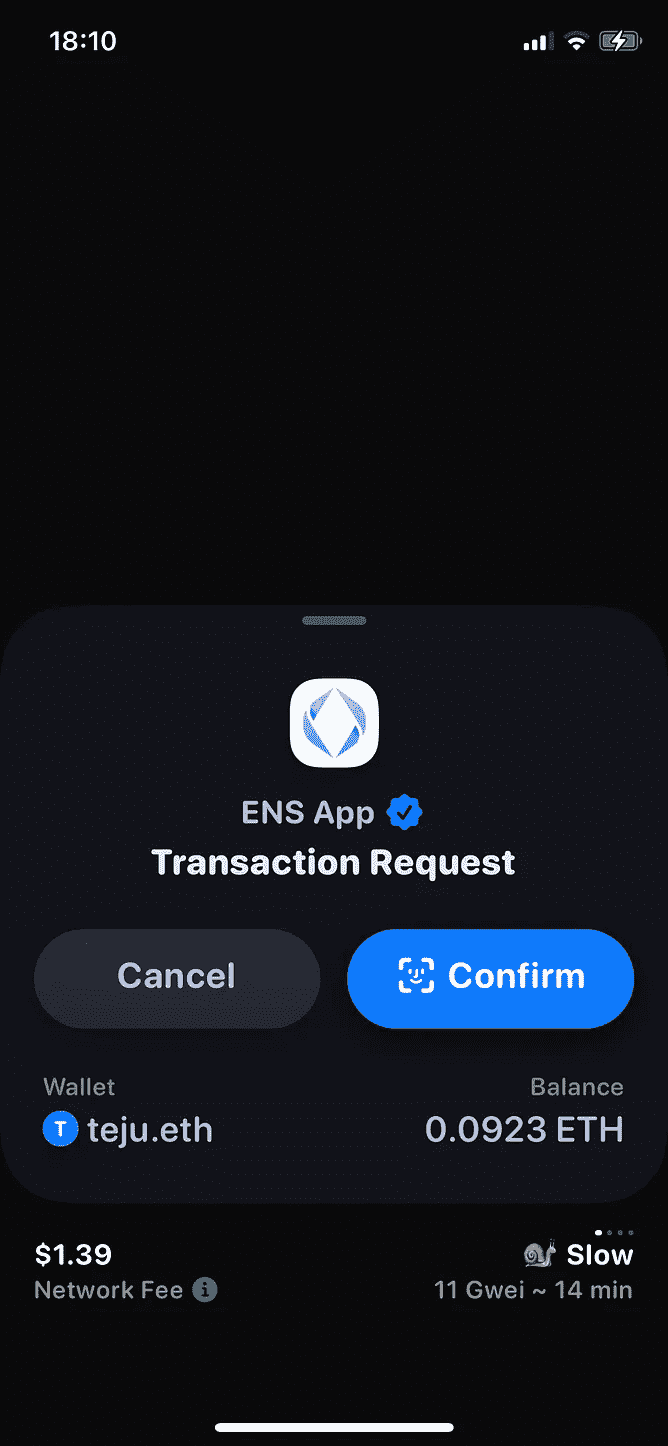 18:10
ENS App
Transaction Request
Cancel
Confirm
Wallet
Balance
T teju.eth
0.0923 ETH
$1.39
🐌 Slow
Network Fee
11 Gwei ~ 14 min